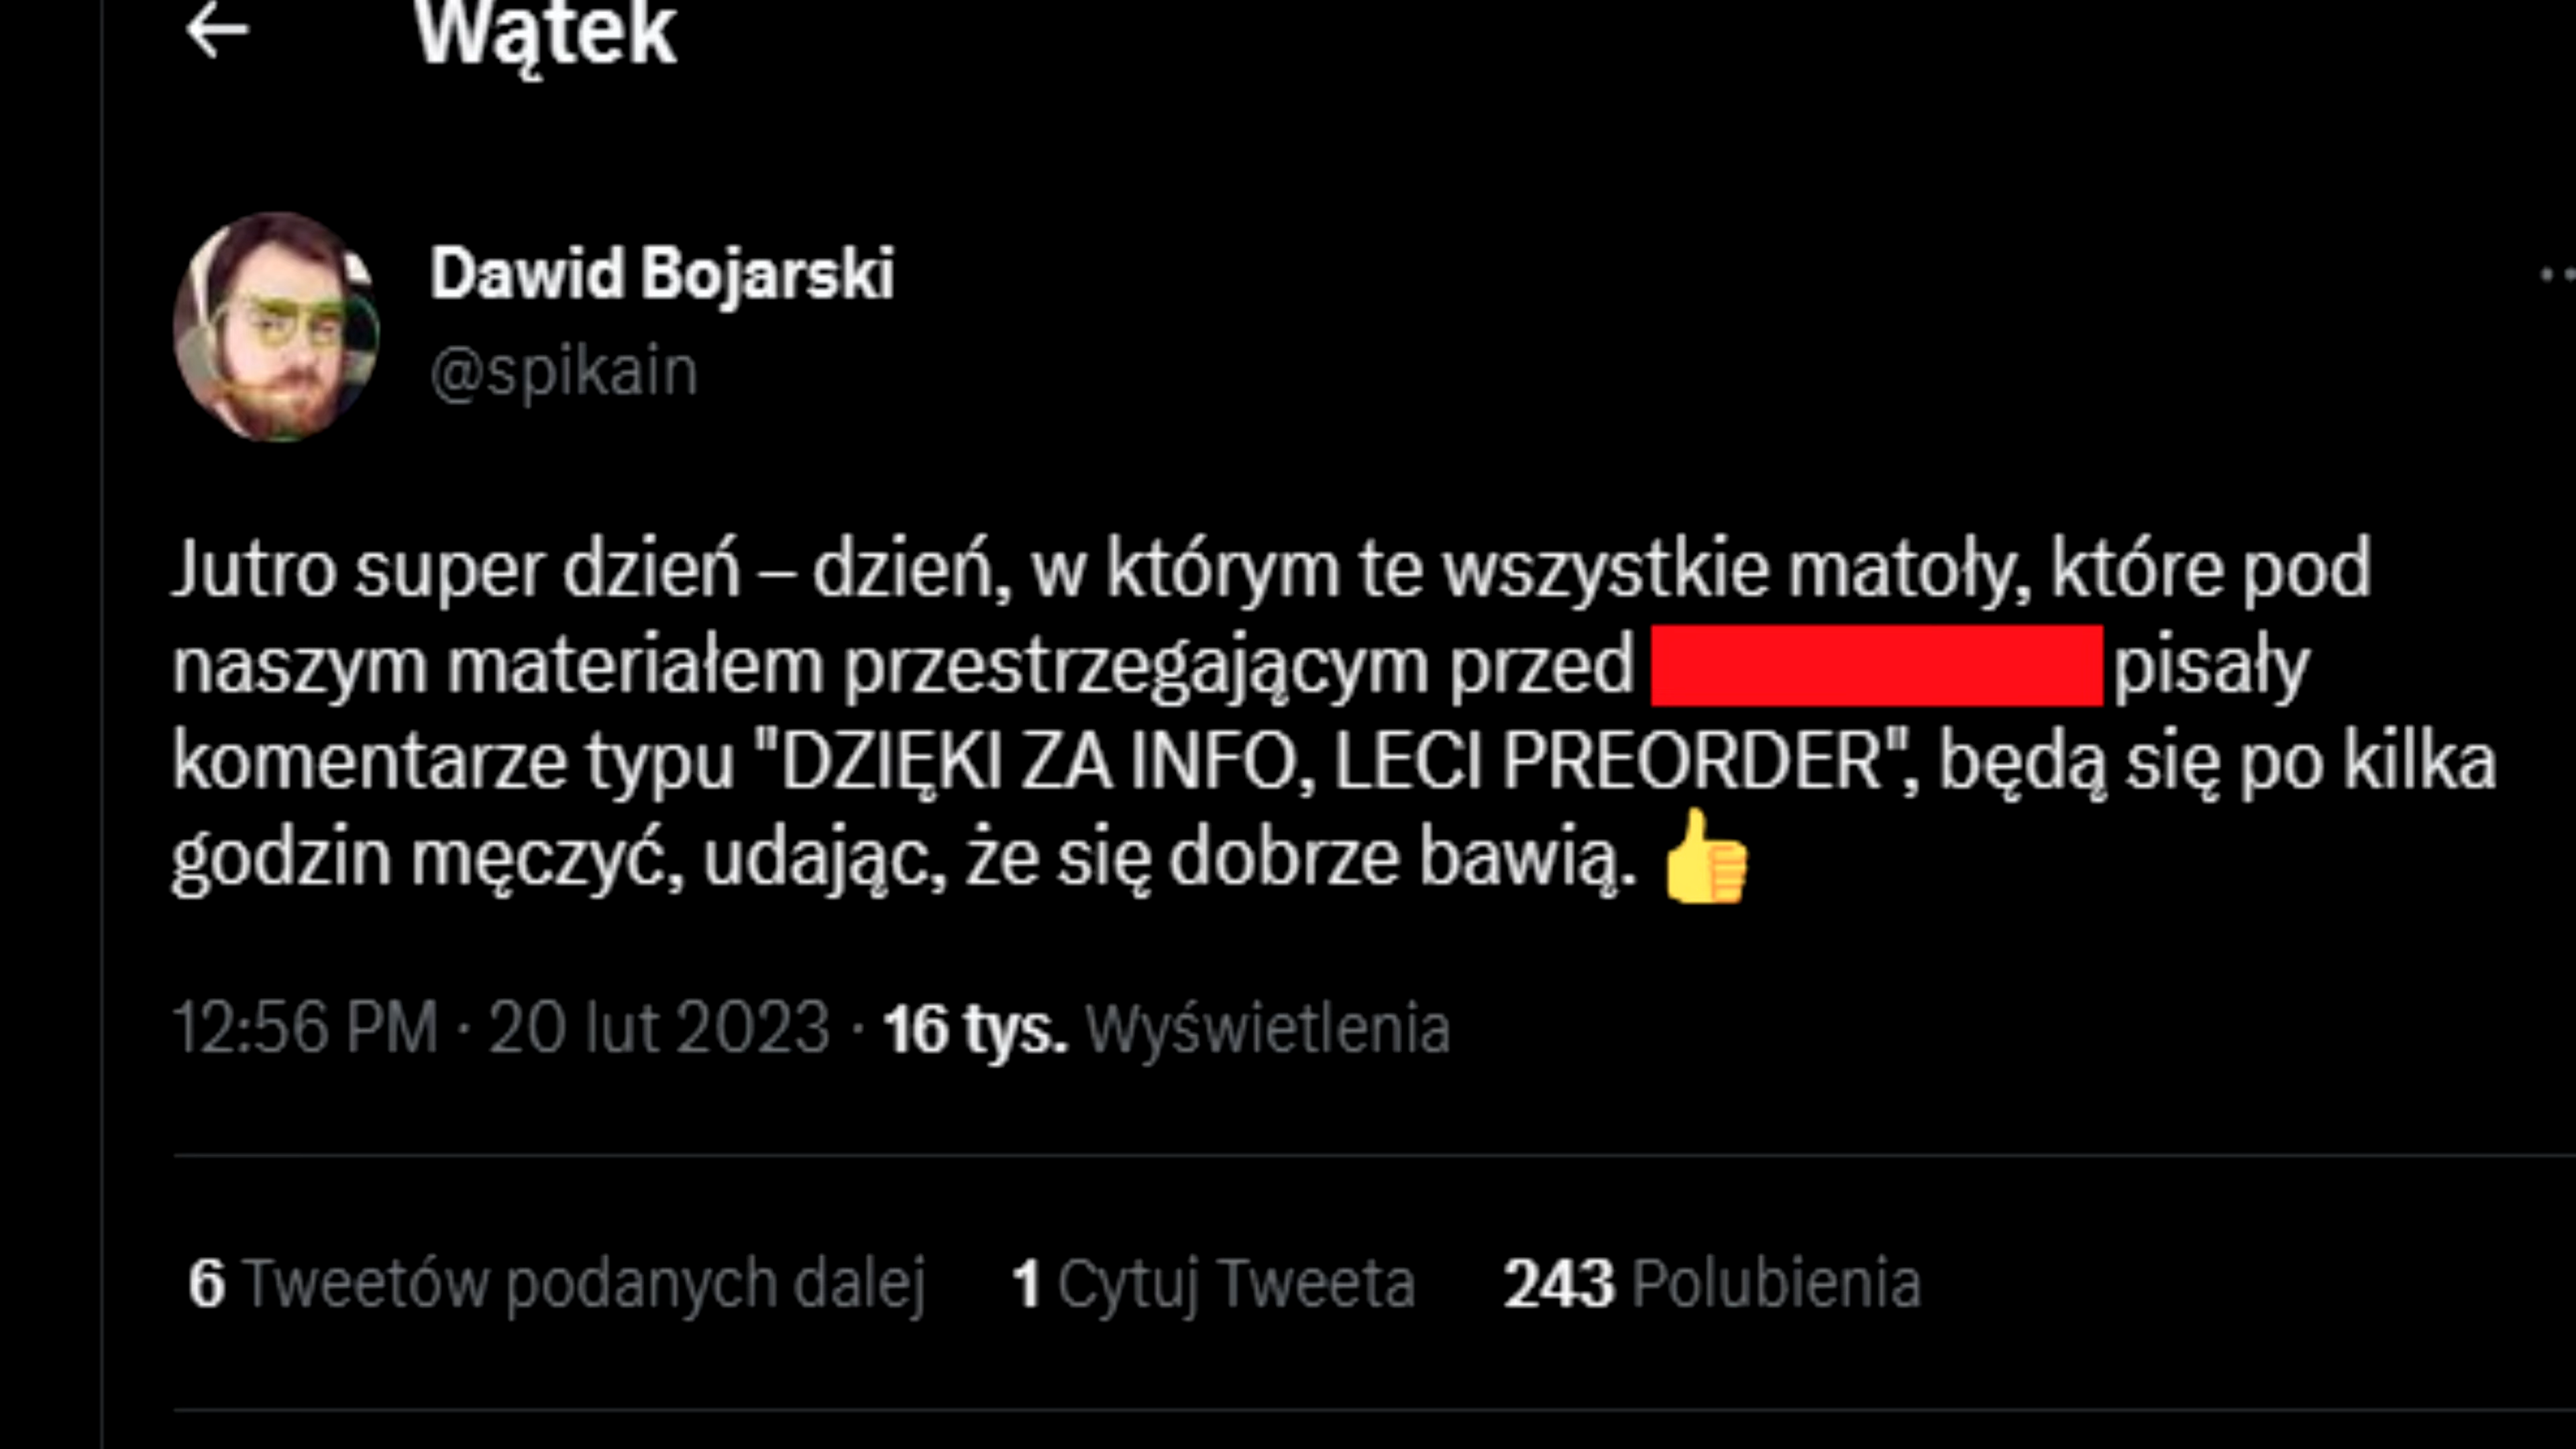 Wątek
Dawid Bojarski
@spikain
Jutro super dzień – dzień, w którym te wszystkie matoły, które pod
naszym materiałem przestrzegającym przed pisały
komentarze typu "DZIĘKI ZA INFO, LECI PREORDER", będą się po kilka
godzin męczyć, udając, że się dobrze bawią. 👍
12:56 PM · 20 lut 2023 · 16 tys. Wyświetlenia
6 Tweetów podanych dalej 1 Cytuj Tweeta 243 Polubienia